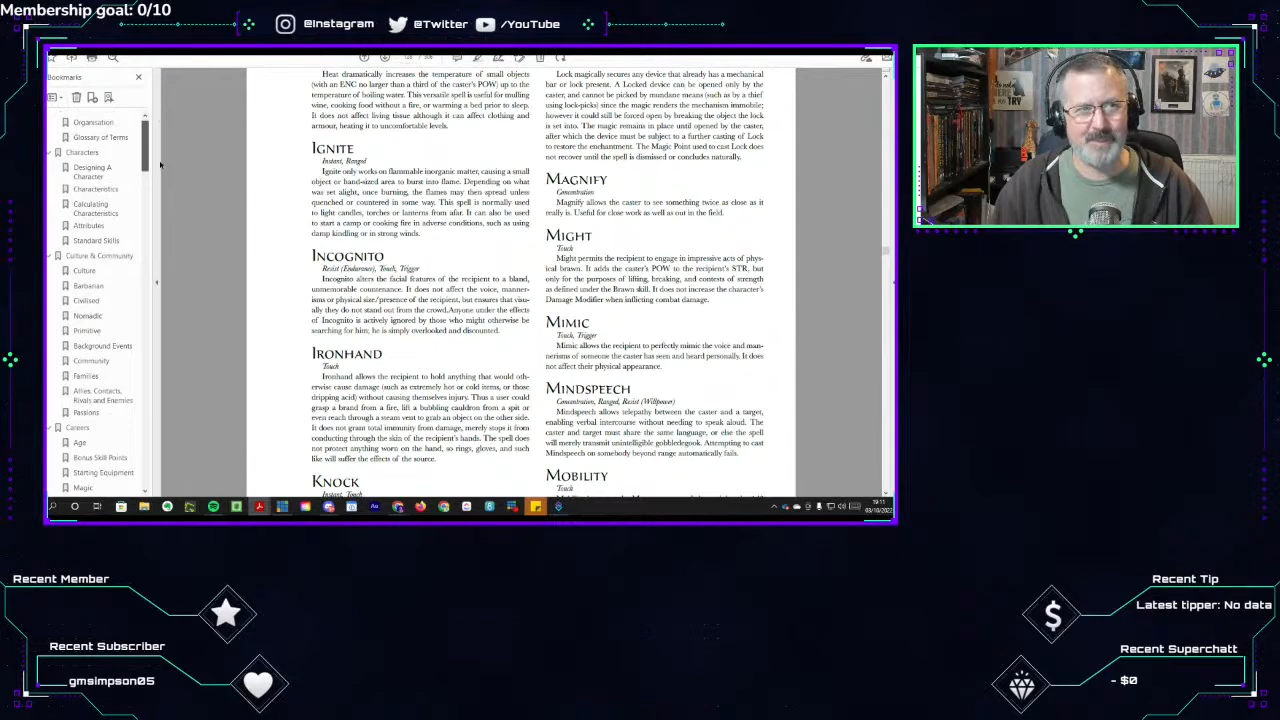 Membership goal: 0/10
@Instagram
@Twitter
/YouTube
Bookmarks
Organisation
Glossary of Terms
Characters
Designing A
Character
Characteristics
Calculating
Characteristics
Attributes
Standard Skills
Culture & Community
Culture
Barbarian
Civilised
Nomadic
Primitive
Background Events
Community
Families
Allies, Contacts,
Rivals and Enemies
Passions
Careers
Age
Bonus Skill Points
Starting Equipment
Magic
Heat dramatically increases the temperature of small objects
(with an ENC no larger than a third of the caster's POW) up to the
temperature of boiling water. This versatile spell is useful for mulling
wine, cooking food without a fire, or warming a bed prior to sleep.
It does not affect living tissue although it can affect clothing and
armour, heating it to uncomfortable levels.
IGNITE
Instant, Ranged
Ignite only works on flammable inorganic matter, causing a small
object or hand-sized area to burst into flame. Depending on what
was set alight, once burning, the flames may then spread unless
quenched or countered in some way. This spell is normally used
to light candles, torches or lanterns from afar. It can also be used
to start a camp or cooking fire in adverse conditions, such as using
damp kindling or in strong winds.
INCOGNITO
Resist (Endurance), Touch, Trigger
Incognito alters the facial features of the recipient to a bland,
unmemorable countenance. It does not affect the voice, manner-
isms or physical size/presence of the recipient, but ensures that visu-
ally they do not stand out from the crowd.Anyone under the effects
of Incognito is actively ignored by those who might otherwise be
searching for him; he is simply overlooked and discounted.
IRONHAND
Touch
Ironhand allows the recipient to hold anything that would oth-
erwise cause damage (such as extremely hot or cold items, or those
dripping acid) without causing themselves injury. Thus a user could
grasp a brand from a fire, lift a bubbling cauldron from a spit or
even reach through a steam vent to grab an object on the other side.
It does not grant total immunity from damage, merely stops it from
conducting through the skin of the recipient's hands. The spell does
not protect anything worn on the hand, so rings, gloves, and such
like will suffer the effects of the source.
KNOCK
Instant, Touch
Lock magically secures any device that already has a mechanical
bar or lock present. A Locked device can be opened only by the
caster, and cannot be picked by mundane means (such as by a thief
using lock-picks) since the magic renders the mechanism immobile;
however it could still be forced open by breaking the object the lock
is set into. The magic remains in place until opened by the caster,
after which the device must be subject to a further casting of Lock
to restore the enchantment. The Magic Point used to cast Lock does
not recover until the spell is dismissed or concludes naturally.
MAGNIFY
Concentration
Magnify allows the caster to see something twice as close as it
really is. Useful for close work as well as out in the field.
MIGHT
Touch
Might permits the recipient to engage in impressive acts of phys-
ical brawn. It adds the caster's POW to the recipient's STR, but
only for the purposes of lifting, breaking, and contests of strength
as defined under the Brawn skill. It does not increase the character's
Damage Modifier when inflicting combat damage.
MIMIC
Touch, Trigger
Mimic allows the recipient to perfectly mimic the voice and man-
nerisms of someone the caster has seen and heard personally. It does
not affect their physical appearance.
MINDSPEECH
Concentration, Ranged, Resist (Willpower)
Mindspeech allows telepathy between the caster and a target,
enabling verbal intercourse without needing to speak aloud. The
caster and target must share the same language, or else the spell
will merely transmit unintelligible gobbledegook. Attempting to cast
Mindspeech on somebody beyond range automatically fails.
MOBILITY
Touch
19:11
03/10/2022
OR
TRY
Recent Member
Recent Subscriber
gmsimpson05
Recent Tip
Latest tipper: No data
Recent Superchatt
- $0